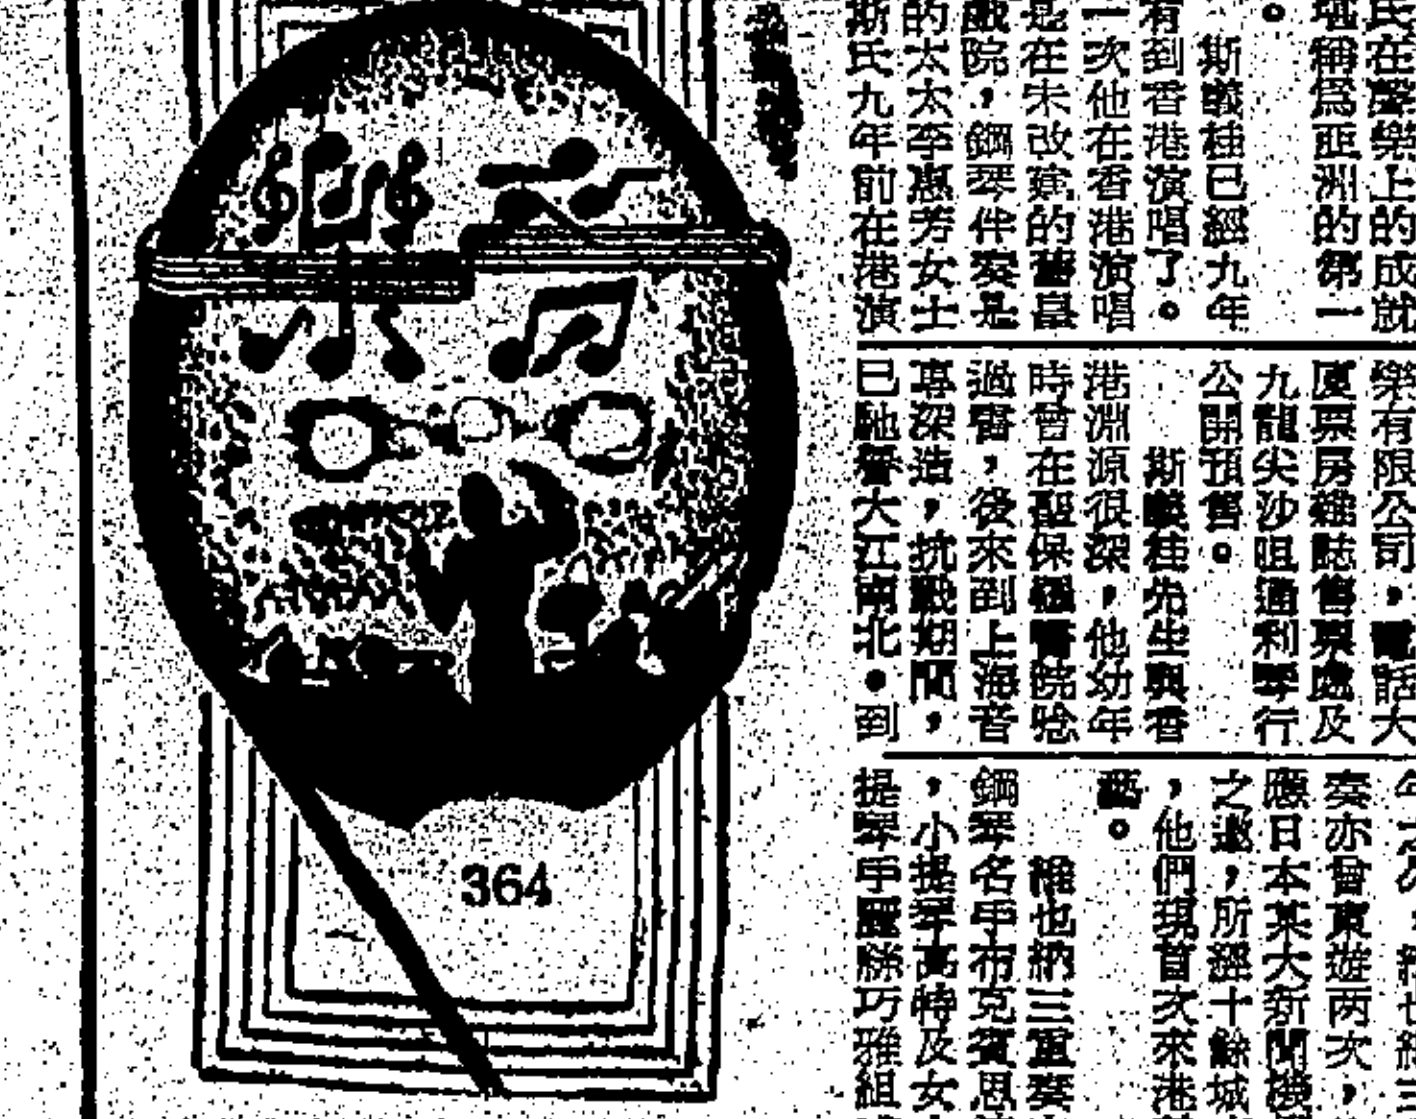 民在聲樂上的成就
堪稱爲亞洲的第一
。
斯義桂已經九年
有到香港演唱了。
一次他在香港演唱
是在未改建的舊皇
戲院,鋼琴伴奏是
的太太李惠芳女士
斯氏九年前在港演
樂有限公司,電話大
廈票房雜誌售票處及
九龍尖沙咀通利琴行
公開預售。
斯義桂先生與香
港淵源很深,他幼年
時曾在聖保羅書院唸
過書,後來到上海音
專深造,抗戰期間,
已馳譽大江南北。到
奏亦曾東遊两次,
應日本某大新聞機
之邀,所經十餘城
,他們現首次來港
藝。
維也納三重奏
鋼琴名手布克賓思
,小提琴高特及女
提琴手羅絲巧雅組
樂
364